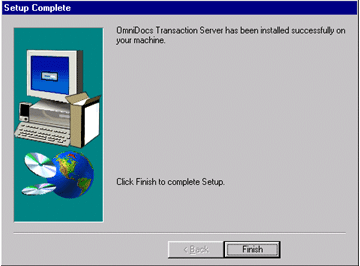 Setup Complete
OmniDocs Transaction Server has been installed successfully on
your machine.
Click Finish to complete Setup.
< Back
Finish